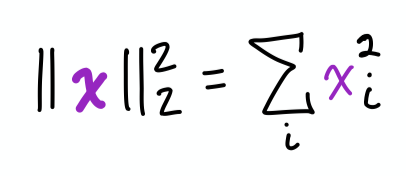 ||x||₂² = ∑ᵢ xᵢ²